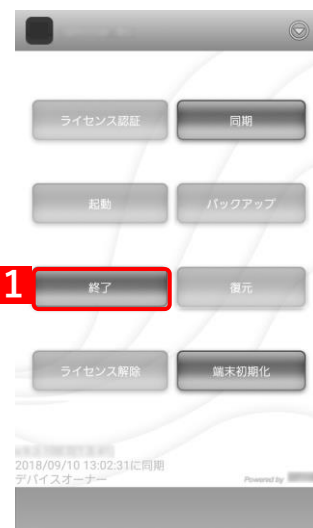 ライセンス認証
同期
起動
バックアップ
1
終了
復元
ライセンス解除
端末初期化
2018/09/10 13:02:31に同期
デバイスオーナー
Powered by